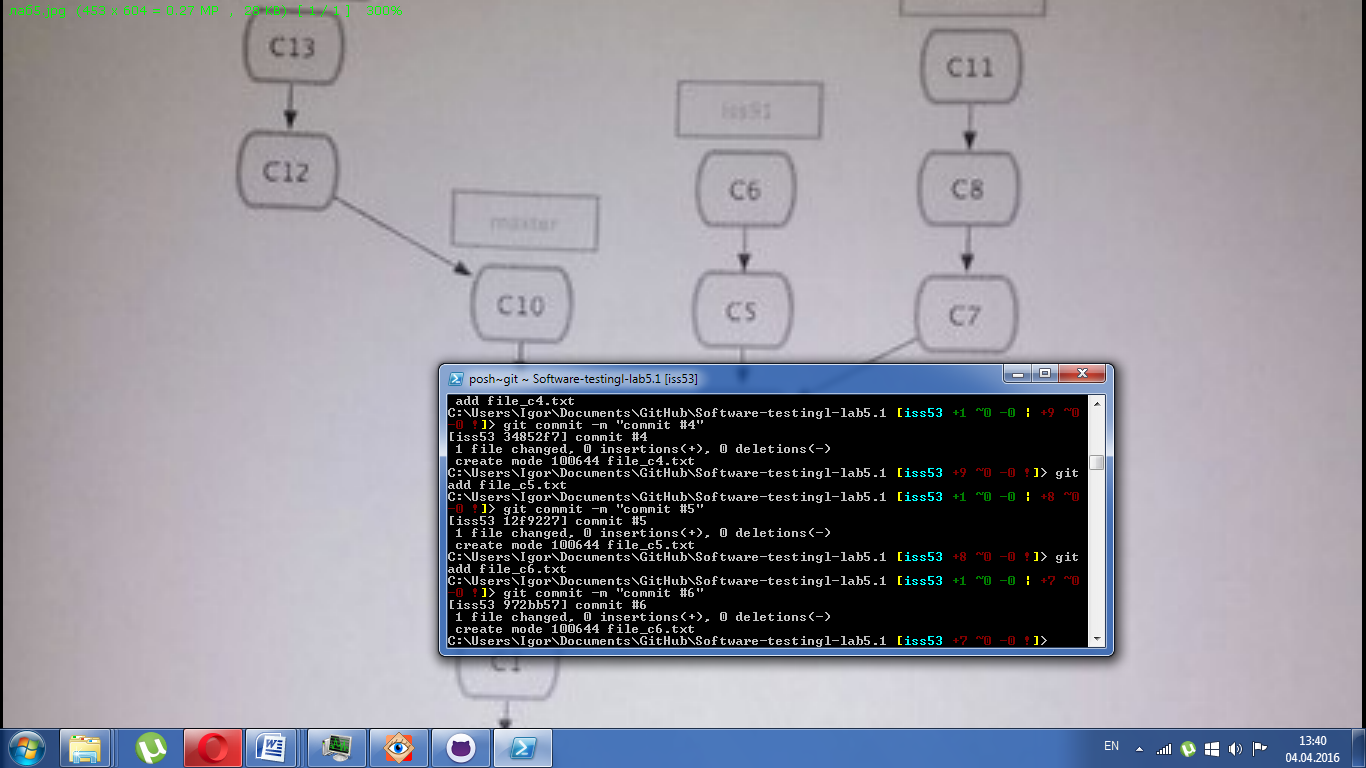 C13
C11
iss91
C12
C6
C8
master
C10
C5
C7
posh~git ~ Software-testingl-lab5.1 [iss53]
add file_c4.txt
C:\Users\Igor\Documents\GitHub\Software-testingl-lab5.1 [iss53 +1 ~0 -0 | +9 ~0
-0 !]> git commit -m "commit #4"
[iss53 34852f7] commit #4
1 file changed, 0 insertions(+), 0 deletions(-)
create mode 100644 file_c4.txt
C:\Users\Igor\Documents\GitHub\Software-testingl-lab5.1 [iss53 +9 ~0 -0 !]> git
add file_c5.txt
C:\Users\Igor\Documents\GitHub\Software-testingl-lab5.1 [iss53 +1 ~0 -0 | +8 ~0
-0 !]> git commit -m "commit #5"
[iss53 12f9227] commit #5
1 file changed, 0 insertions(+), 0 deletions(-)
create mode 100644 file_c5.txt
C:\Users\Igor\Documents\GitHub\Software-testingl-lab5.1 [iss53 +8 ~0 -0 !]> git
add file_c6.txt
C:\Users\Igor\Documents\GitHub\Software-testingl-lab5.1 [iss53 +1 ~0 -0 | +7 ~0
-0 !]> git commit -m "commit #6"
[iss53 972bb57] commit #6
1 file changed, 0 insertions(+), 0 deletions(-)
create mode 100644 file_c6.txt
C:\Users\Igor\Documents\GitHub\Software-testingl-lab5.1 [iss53 +7 ~0 -0 !]>
C1
EN
13:40
04.04.2016